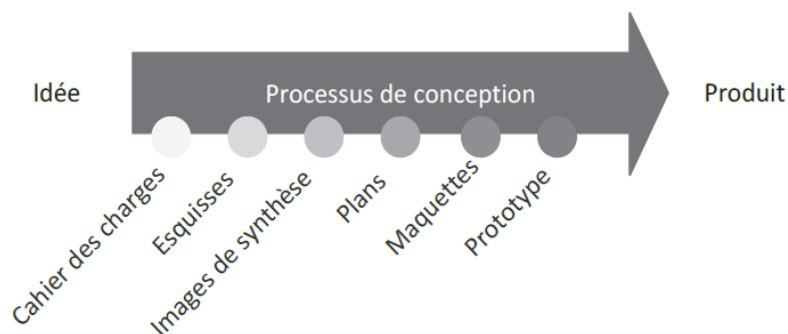 Idée
Processus de conception
Produit
Cahier des charges
Esquisses
Images de synthèse
Plans
Maquettes
Prototype